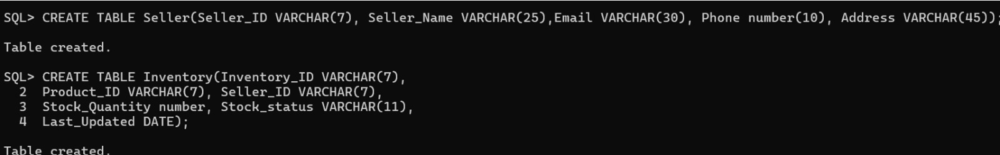 SQL> CREATE TABLE Seller(Seller_ID VARCHAR(7), Seller_Name VARCHAR(25),Email VARCHAR(30), Phone number(10), Address VARCHAR(45));
Table created.
SQL> CREATE TABLE Inventory(Inventory_ID VARCHAR(7),
2 Product_ID VARCHAR(7), Seller_ID VARCHAR(7),
3 Stock_Quantity number, Stock_status VARCHAR(11),
4 Last_Updated DATE);
Table created.